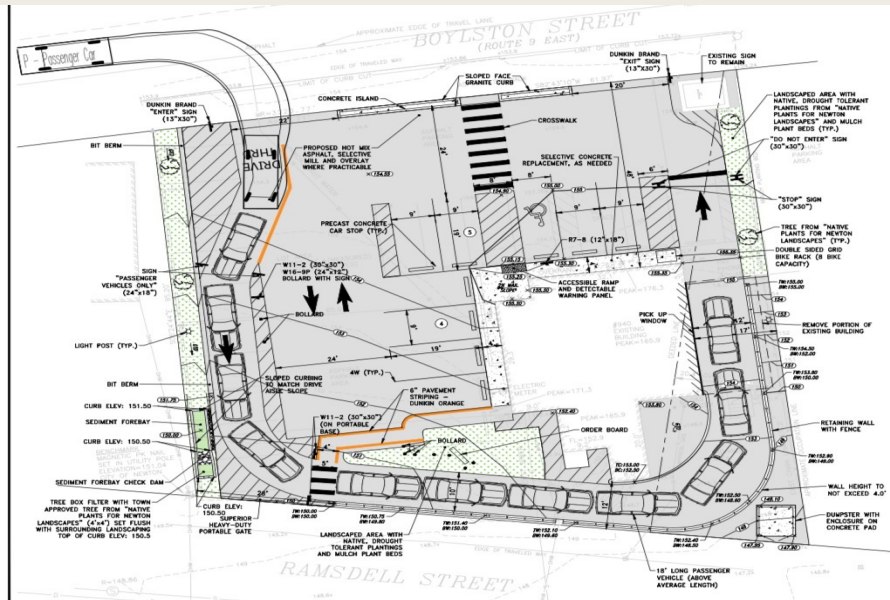 P - Passenger Car
APPROXIMATE EDGE OF TRAVEL LANE
BOYLSTON STREET
(ROUTE 9 EAST)
DUNKIN BRAND
"ENTER" SIGN
(13"X30")
BIT BERM
CONCRETE ISLAND
SLOPED FACE
GRANITE CURB
DUNKIN BRAND
"EXIT" SIGN
(13"X30")
EXISTING SIGN
TO REMAIN
CROSSWALK
LANDSCAPED AREA WITH
NATIVE, DROUGHT TOLERANT
PLANTINGS FROM "NATIVE
PLANTS FOR NEWTON
LANDSCAPES" AND MULCH
PLANT BEDS (TYP.)
"DO NOT ENTER" SIGN
(30"x30")
DRIVE
THRU
PROPOSED HOT MIX
ASPHALT, SELECTIVE
MILL AND OVERLAY
WHERE PRACTICABLE
SELECTIVE CONCRETE
REPLACEMENT, AS NEEDED
"STOP" SIGN
(30"x30")
PRECAST CONCRETE
CAR STOP (TYP.)
TREE FROM "NATIVE
PLANTS FOR NEWTON
LANDSCAPES" (TYP.)
DOUBLE SIDED GRID
BIKE RACK (8 BIKE
CAPACITY)
R7-8 (12"x18")
ACCESSIBLE RAMP
AND DETECTABLE
WARNING PANEL
SIGN
"PASSENGER
VEHICLES ONLY"
(24"x18")
W11-2 (30"x30")
W16-9P (24"x12")
BOLLARD WITH SIGN
BOLLARD
PICK UP
WINDOW
REMOVE PORTION OF
EXISTING BUILDING
LIGHT POST (TYP.)
BIT BERM
SLOPED CURBING
TO MATCH DRIVE
AISLE SLOPE
4W (TYP.)
6" PAVEMENT
STRIPING -
DUNKIN ORANGE
CURB ELEV: 151.50
SEDIMENT FOREBAY
CURB ELEV: 150.50
W11-2 (30"x30")
(ON PORTABLE
BASE)
BOLLARD
ORDER BOARD
RETAINING WALL
WITH FENCE
SEDIMENT FOREBAY CHECK DAM
TREE BOX FILTER WITH TOWN
APPROVED TREE FROM "NATIVE
PLANTS FOR NEWTON
LANDSCAPES" (4'x4') SET FLUSH
WITH SURROUNDING LANDSCAPING
TOP OF CURB ELEV: 150.5
CURB ELEV:
150.50
SUPERIOR
HEAVY-DUTY
PORTABLE GATE
WALL HEIGHT TO
NOT EXCEED 4.0'
LANDSCAPED AREA WITH
NATIVE, DROUGHT
TOLERANT PLANTINGS
AND MULCH PLANT BEDS
DUMPSTER WITH
ENCLOSURE ON
CONCRETE PAD
18' LONG PASSENGER
VEHICLE (ABOVE
AVERAGE LENGTH)
RAMSDELL STREET